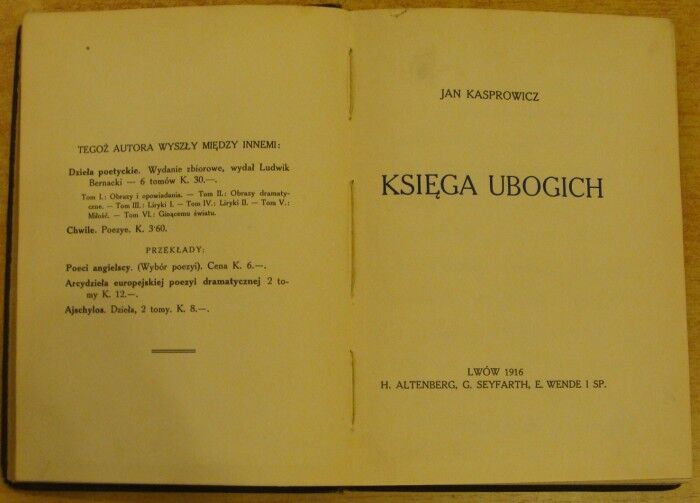 TEGOŻ AUTORA WYSZŁY MIĘDZY INNEMI:
Dzieła poetyckie. Wydanie zbiorowe, wydał Ludwik
Bernacki — 6 tomów K. 30.—.
Tom I.: Obrazy i opowiadania. — Tom II.: Obrazy dramaty-
czne. — Tom III.: Liryki I. — Tom IV.: Liryki II. — Tom V.:
Miłość. — Tom VI.: Ginącemu światu.
Chwile. Poezye. K. 3·60.
PRZEKŁADY:
Poeci angielscy. (Wybór poezyi). Cena K. 6.—.
Arcydzieła europejskiej poezyi dramatycznej 2 to-
my K. 12.—.
Ajschylos. Dzieła, 2 tomy. K. 8.—.
JAN KASPROWICZ
KSIĘGA UBOGICH
LWÓW 1916
H. ALTENBERG, G. SEYFARTH, E. WENDE I SP.